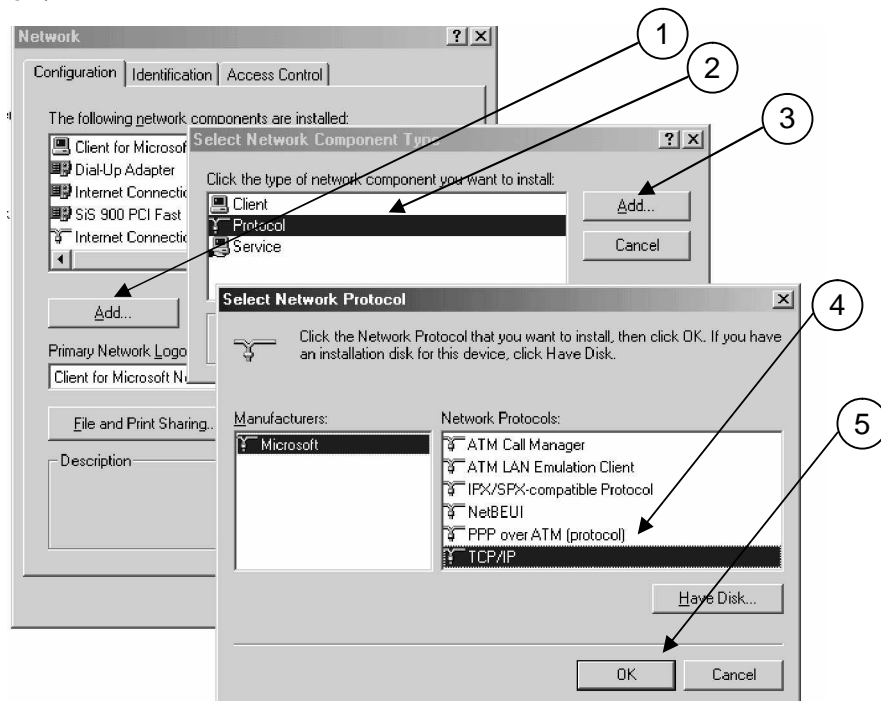 1
Network
2
Configuration Identification Access Control
3
The following network components are installed:
Client for Microsof
Select Network Component Type
Dial-Up Adapter
Click the type of network component you want to install:
Internet Connectio
Client
Add...
SiS 900 PCI Fast
Protocol
Internet Connectio
Service
Cancel
Add...
Select Network Protocol
4
Click the Network Protocol that you want to install, then click OK. If you have
an installation disk for this device, click Have Disk.
Primary Network Logo
Client for Microsoft N
File and Print Sharing..
Manufacturers:
Network Protocols:
5
Microsoft
ATM Call Manager
ATM LAN Emulation Client
IPX/SPX-compatible Protocol
NetBEUI
PPP over ATM (protocol)
TCP/IP
Description
Have Disk...
OK
Cancel